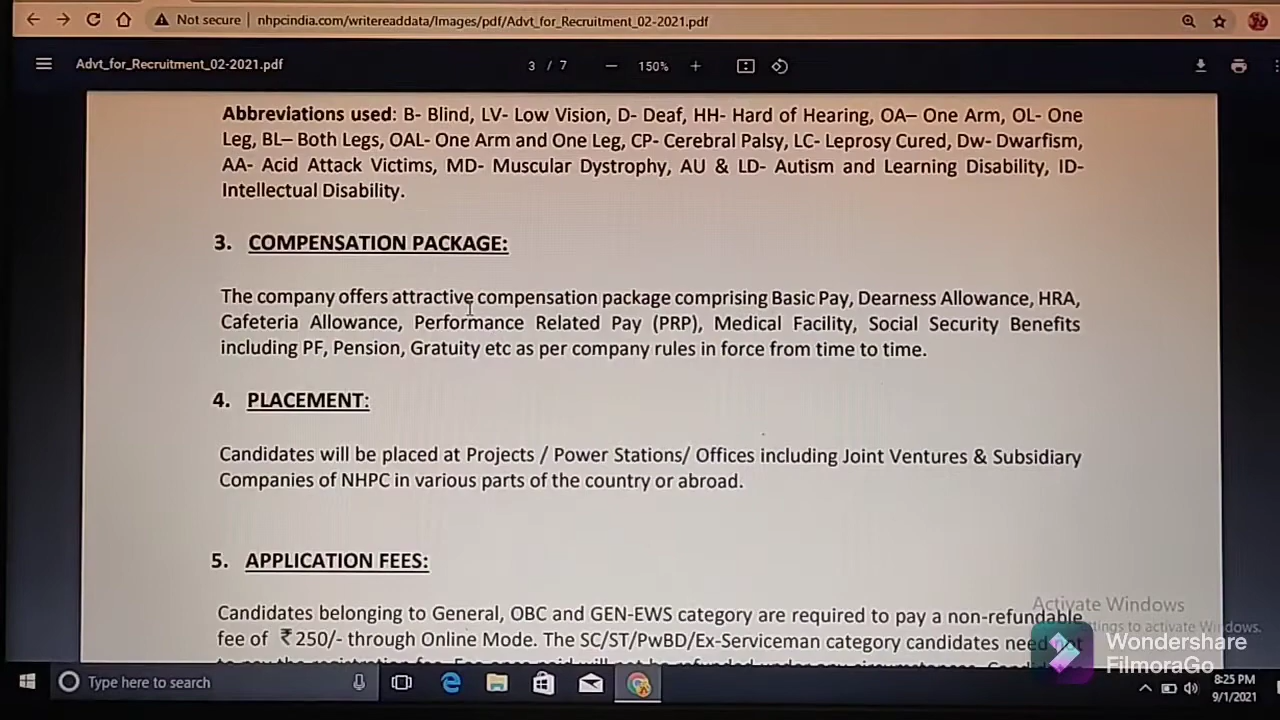 Not secure | nhpcindia.com/writereaddata/Images/pdf/Advt_for_Recruitment_02-2021.pdf
Advt_for_Recruitment_02-2021.pdf
3 / 7
150%
Abbreviations used: B- Blind, LV- Low Vision, D- Deaf, HH- Hard of Hearing, OA– One Arm, OL- One
Leg, BL– Both Legs, OAL- One Arm and One Leg, CP- Cerebral Palsy, LC- Leprosy Cured, Dw- Dwarfism,
AA- Acid Attack Victims, MD- Muscular Dystrophy, AU & LD- Autism and Learning Disability, ID-
Intellectual Disability.
3. COMPENSATION PACKAGE:
The company offers attractive compensation package comprising Basic Pay, Dearness Allowance, HRA,
Cafeteria Allowance, Performance Related Pay (PRP), Medical Facility, Social Security Benefits
including PF, Pension, Gratuity etc as per company rules in force from time to time.
4. PLACEMENT:
Candidates will be placed at Projects / Power Stations/ Offices including Joint Ventures & Subsidiary
Companies of NHPC in various parts of the country or abroad.
5. APPLICATION FEES:
Candidates belonging to General, OBC and GEN-EWS category are required to pay a non-refundable
fee of ₹250/- through Online Mode. The SC/ST/PwBD/Ex-Serviceman category candidates need not
Activate Windows
to activate Windows.
Wondershare
FilmoraGo
Type here to search
8:25 PM
9/1/2021